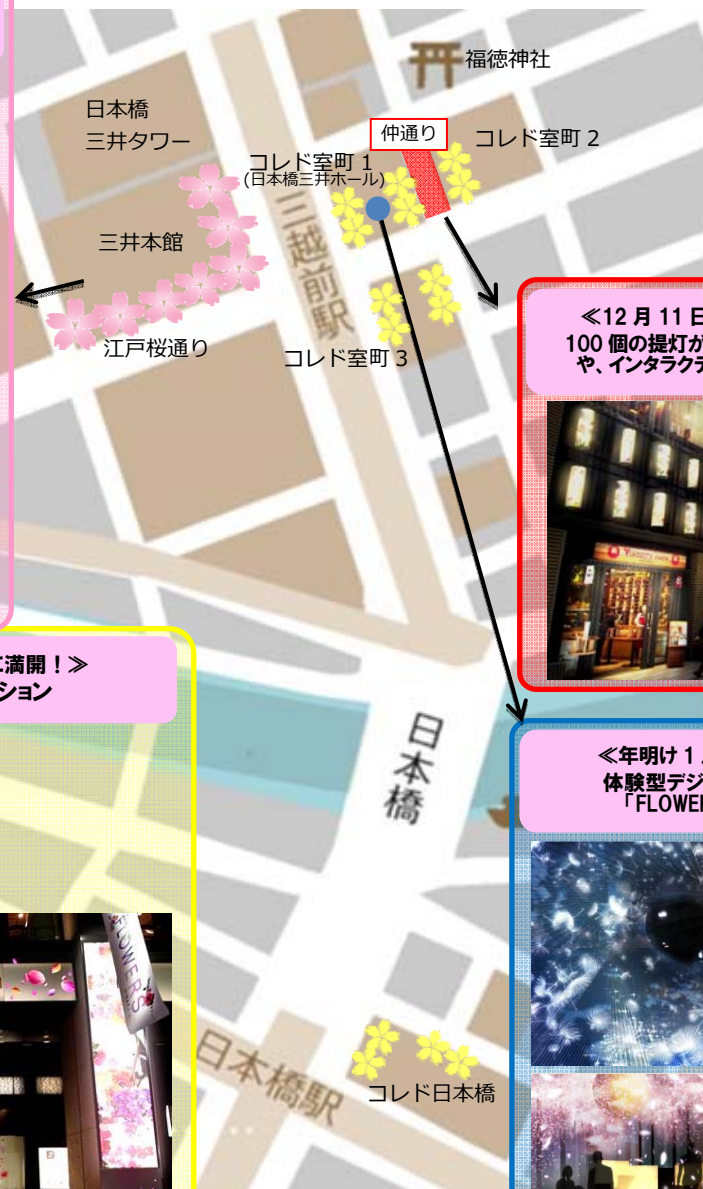 福徳神社
日本橋
三井タワー
仲通り
コレド室町 2
コレド室町 1
(日本橋三井ホール)
三井本館
三越前駅
江戸桜通り
コレド室町 3
≪12 月 11 日
100 個の提灯が
や、インタラクテ
に満開！≫
ション
日本橋
≪年明け 1
体験型デジ
「FLOWE
FLOWERS
日本橋駅
コレド日本橋